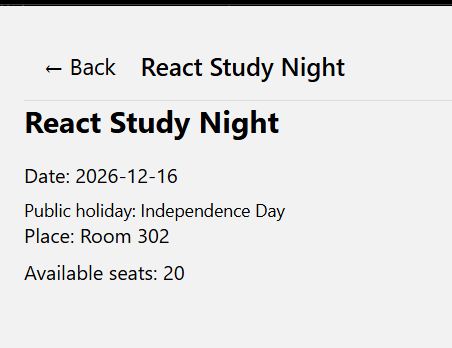 ← Back React Study Night
React Study Night
Date: 2026-12-16
Public holiday: Independence Day
Place: Room 302
Available seats: 20